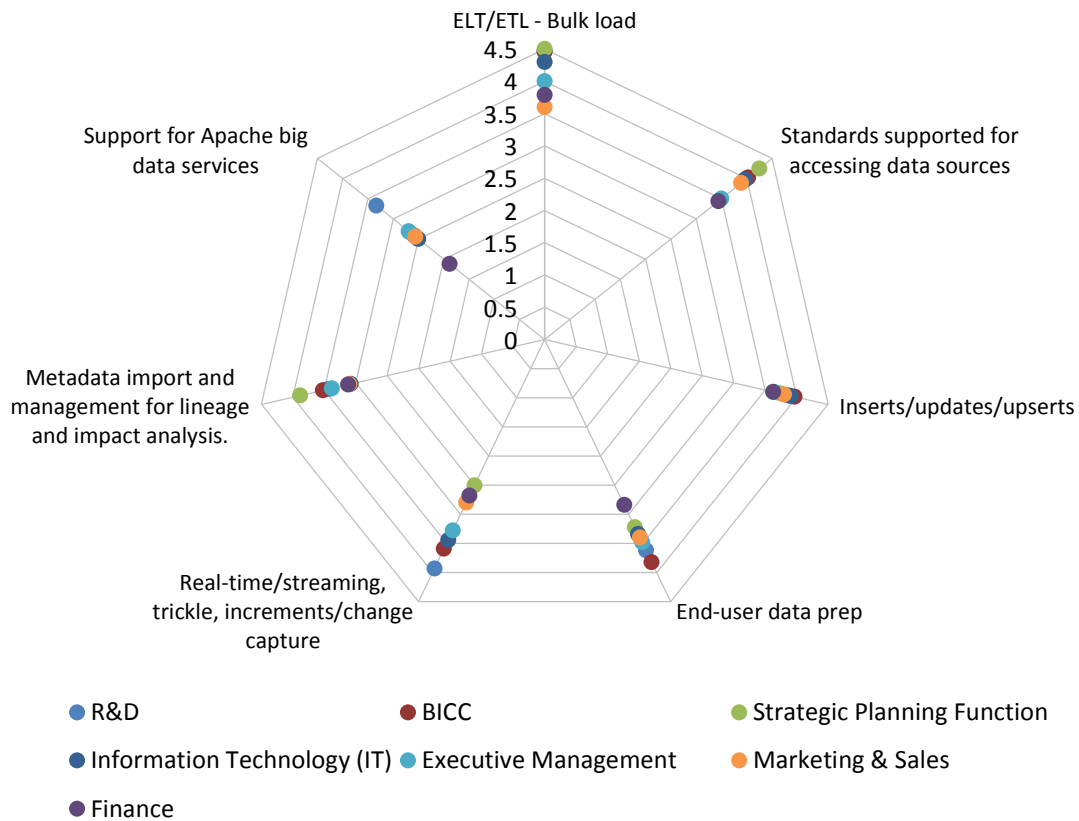 ELT/ETL - Bulk load
4.5
4
3.5
3
2.5
2
1.5
1
0.5
0
Standards supported for
accessing data sources
Inserts/updates/upserts
End-user data prep
Real-time/streaming,
trickle, increments/change
capture
Metadata import and
management for lineage
and impact analysis.
Support for Apache big
data services
R&D
BICC
Strategic Planning Function
Information Technology (IT)
Executive Management
Marketing & Sales
Finance